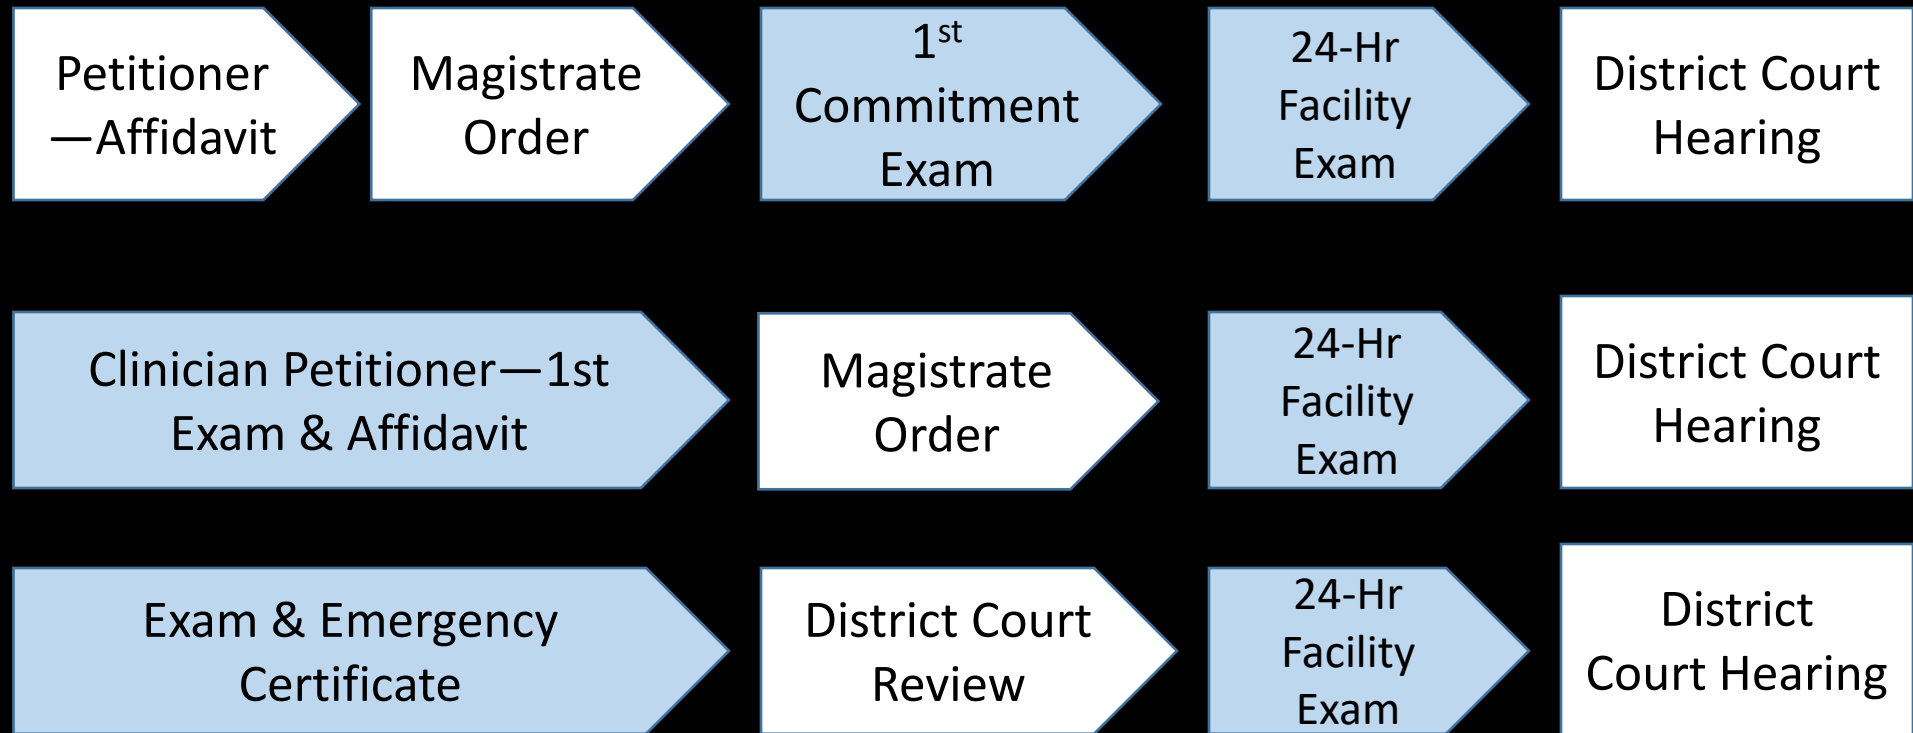 Petitioner
—Affidavit
Magistrate
Order
1st
Commitment
Exam
24-Hr
Facility
Exam
District Court
Hearing
Clinician Petitioner—1st
Exam & Affidavit
Magistrate
Order
24-Hr
Facility
Exam
District Court
Hearing
Exam & Emergency
Certificate
District Court
Review
24-Hr
Facility
Exam
District
Court Hearing